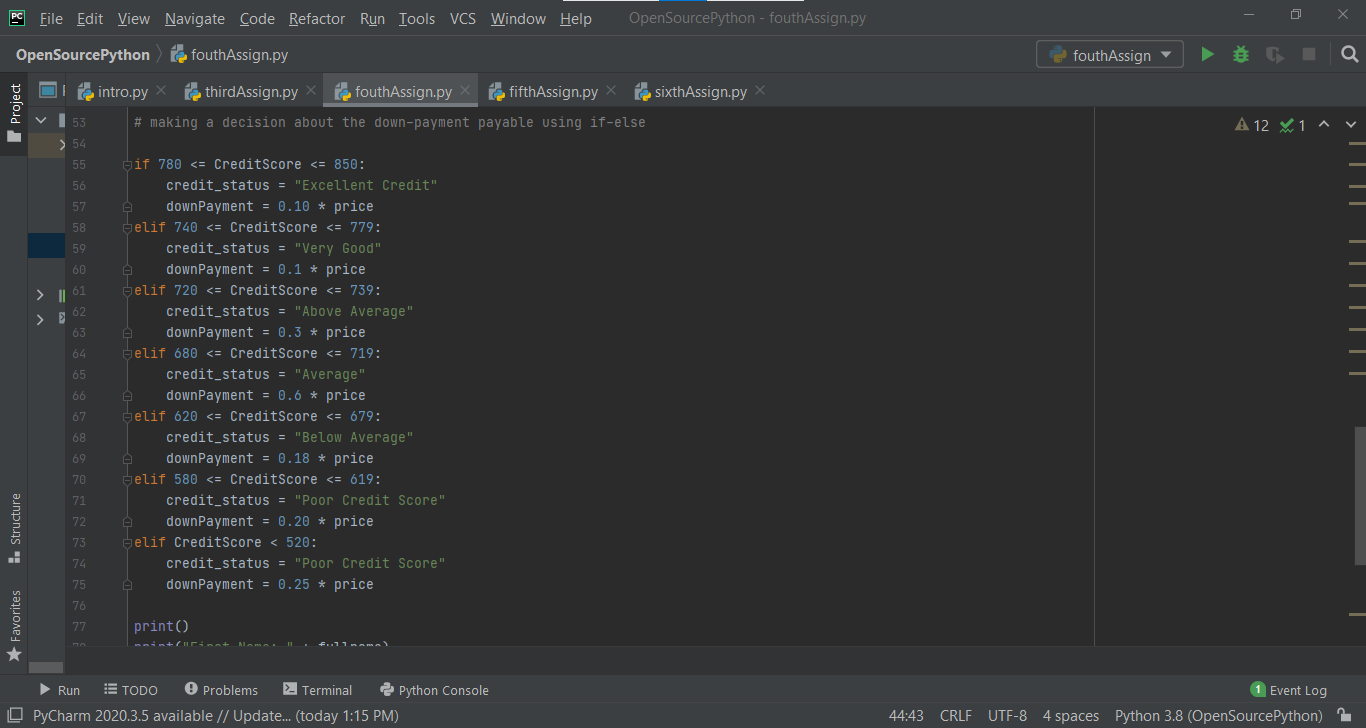 PC File Edit View Navigate Code Refactor Run Tools VCS Window Help OpenSourcePython - fouthAssign.py
OpenSourcePython fouthAssign.py fouthAssign
Project
intro.py thirdAssign.py fouthAssign.py fifthAssign.py sixthAssign.py
12 1
53 # making a decision about the down-payment payable using if-else
54
55 if 780 <= CreditScore <= 850:
56 credit_status = "Excellent Credit"
57 downPayment = 0.10 * price
58 elif 740 <= CreditScore <= 779:
59 credit_status = "Very Good"
60 downPayment = 0.1 * price
61 elif 720 <= CreditScore <= 739:
62 credit_status = "Above Average"
63 downPayment = 0.3 * price
64 elif 680 <= CreditScore <= 719:
65 credit_status = "Average"
66 downPayment = 0.6 * price
67 elif 620 <= CreditScore <= 679:
68 credit_status = "Below Average"
69 downPayment = 0.18 * price
70 elif 580 <= CreditScore <= 619:
71 credit_status = "Poor Credit Score"
72 downPayment = 0.20 * price
73 elif CreditScore < 520:
74 credit_status = "Poor Credit Score"
75 downPayment = 0.25 * price
76
77 print()
78 print("First Name: " + fullname)
Structure
Favorites
Run TODO Problems Terminal Python Console 1 Event Log
PyCharm 2020.3.5 available // Update... (today 1:15 PM) 44:43 CRLF UTF-8 4 spaces Python 3.8 (OpenSourcePython)